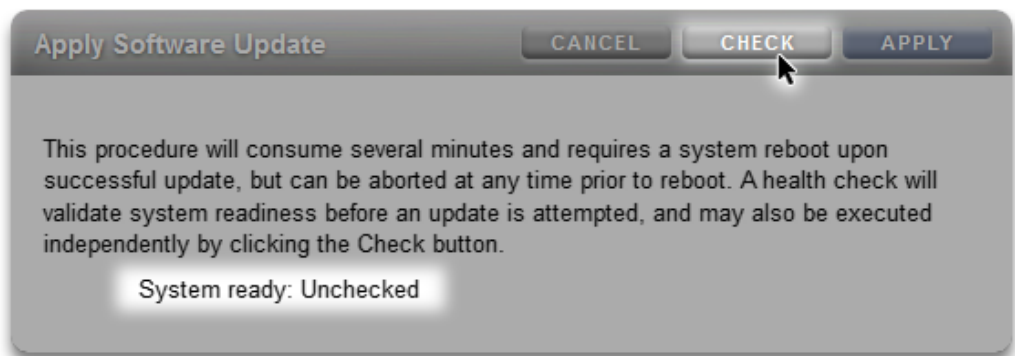 Apply Software Update
CANCEL CHECK APPLY
This procedure will consume several minutes and requires a system reboot upon
successful update, but can be aborted at any time prior to reboot. A health check will
validate system readiness before an update is attempted, and may also be executed
independently by clicking the Check button.
System ready: Unchecked